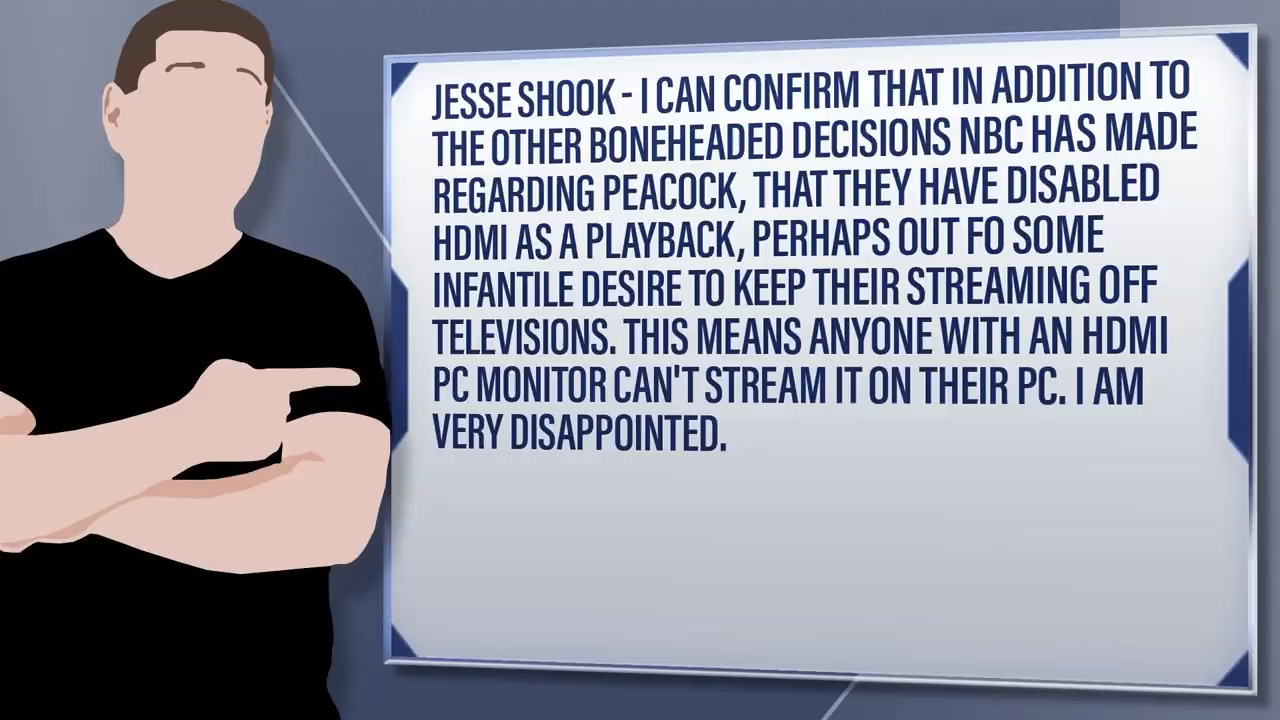 JESSE SHOOK - I CAN CONFIRM THAT IN ADDITION TO
THE OTHER BONEHEADED DECISIONS NBC HAS MADE
REGARDING PEACOCK, THAT THEY HAVE DISABLED
HDMI AS A PLAYBACK, PERHAPS OUT FO SOME
INFANTILE DESIRE TO KEEP THEIR STREAMING OFF
TELEVISIONS. THIS MEANS ANYONE WITH AN HDMI
PC MONITOR CAN'T STREAM IT ON THEIR PC. I AM
VERY DISAPPOINTED.